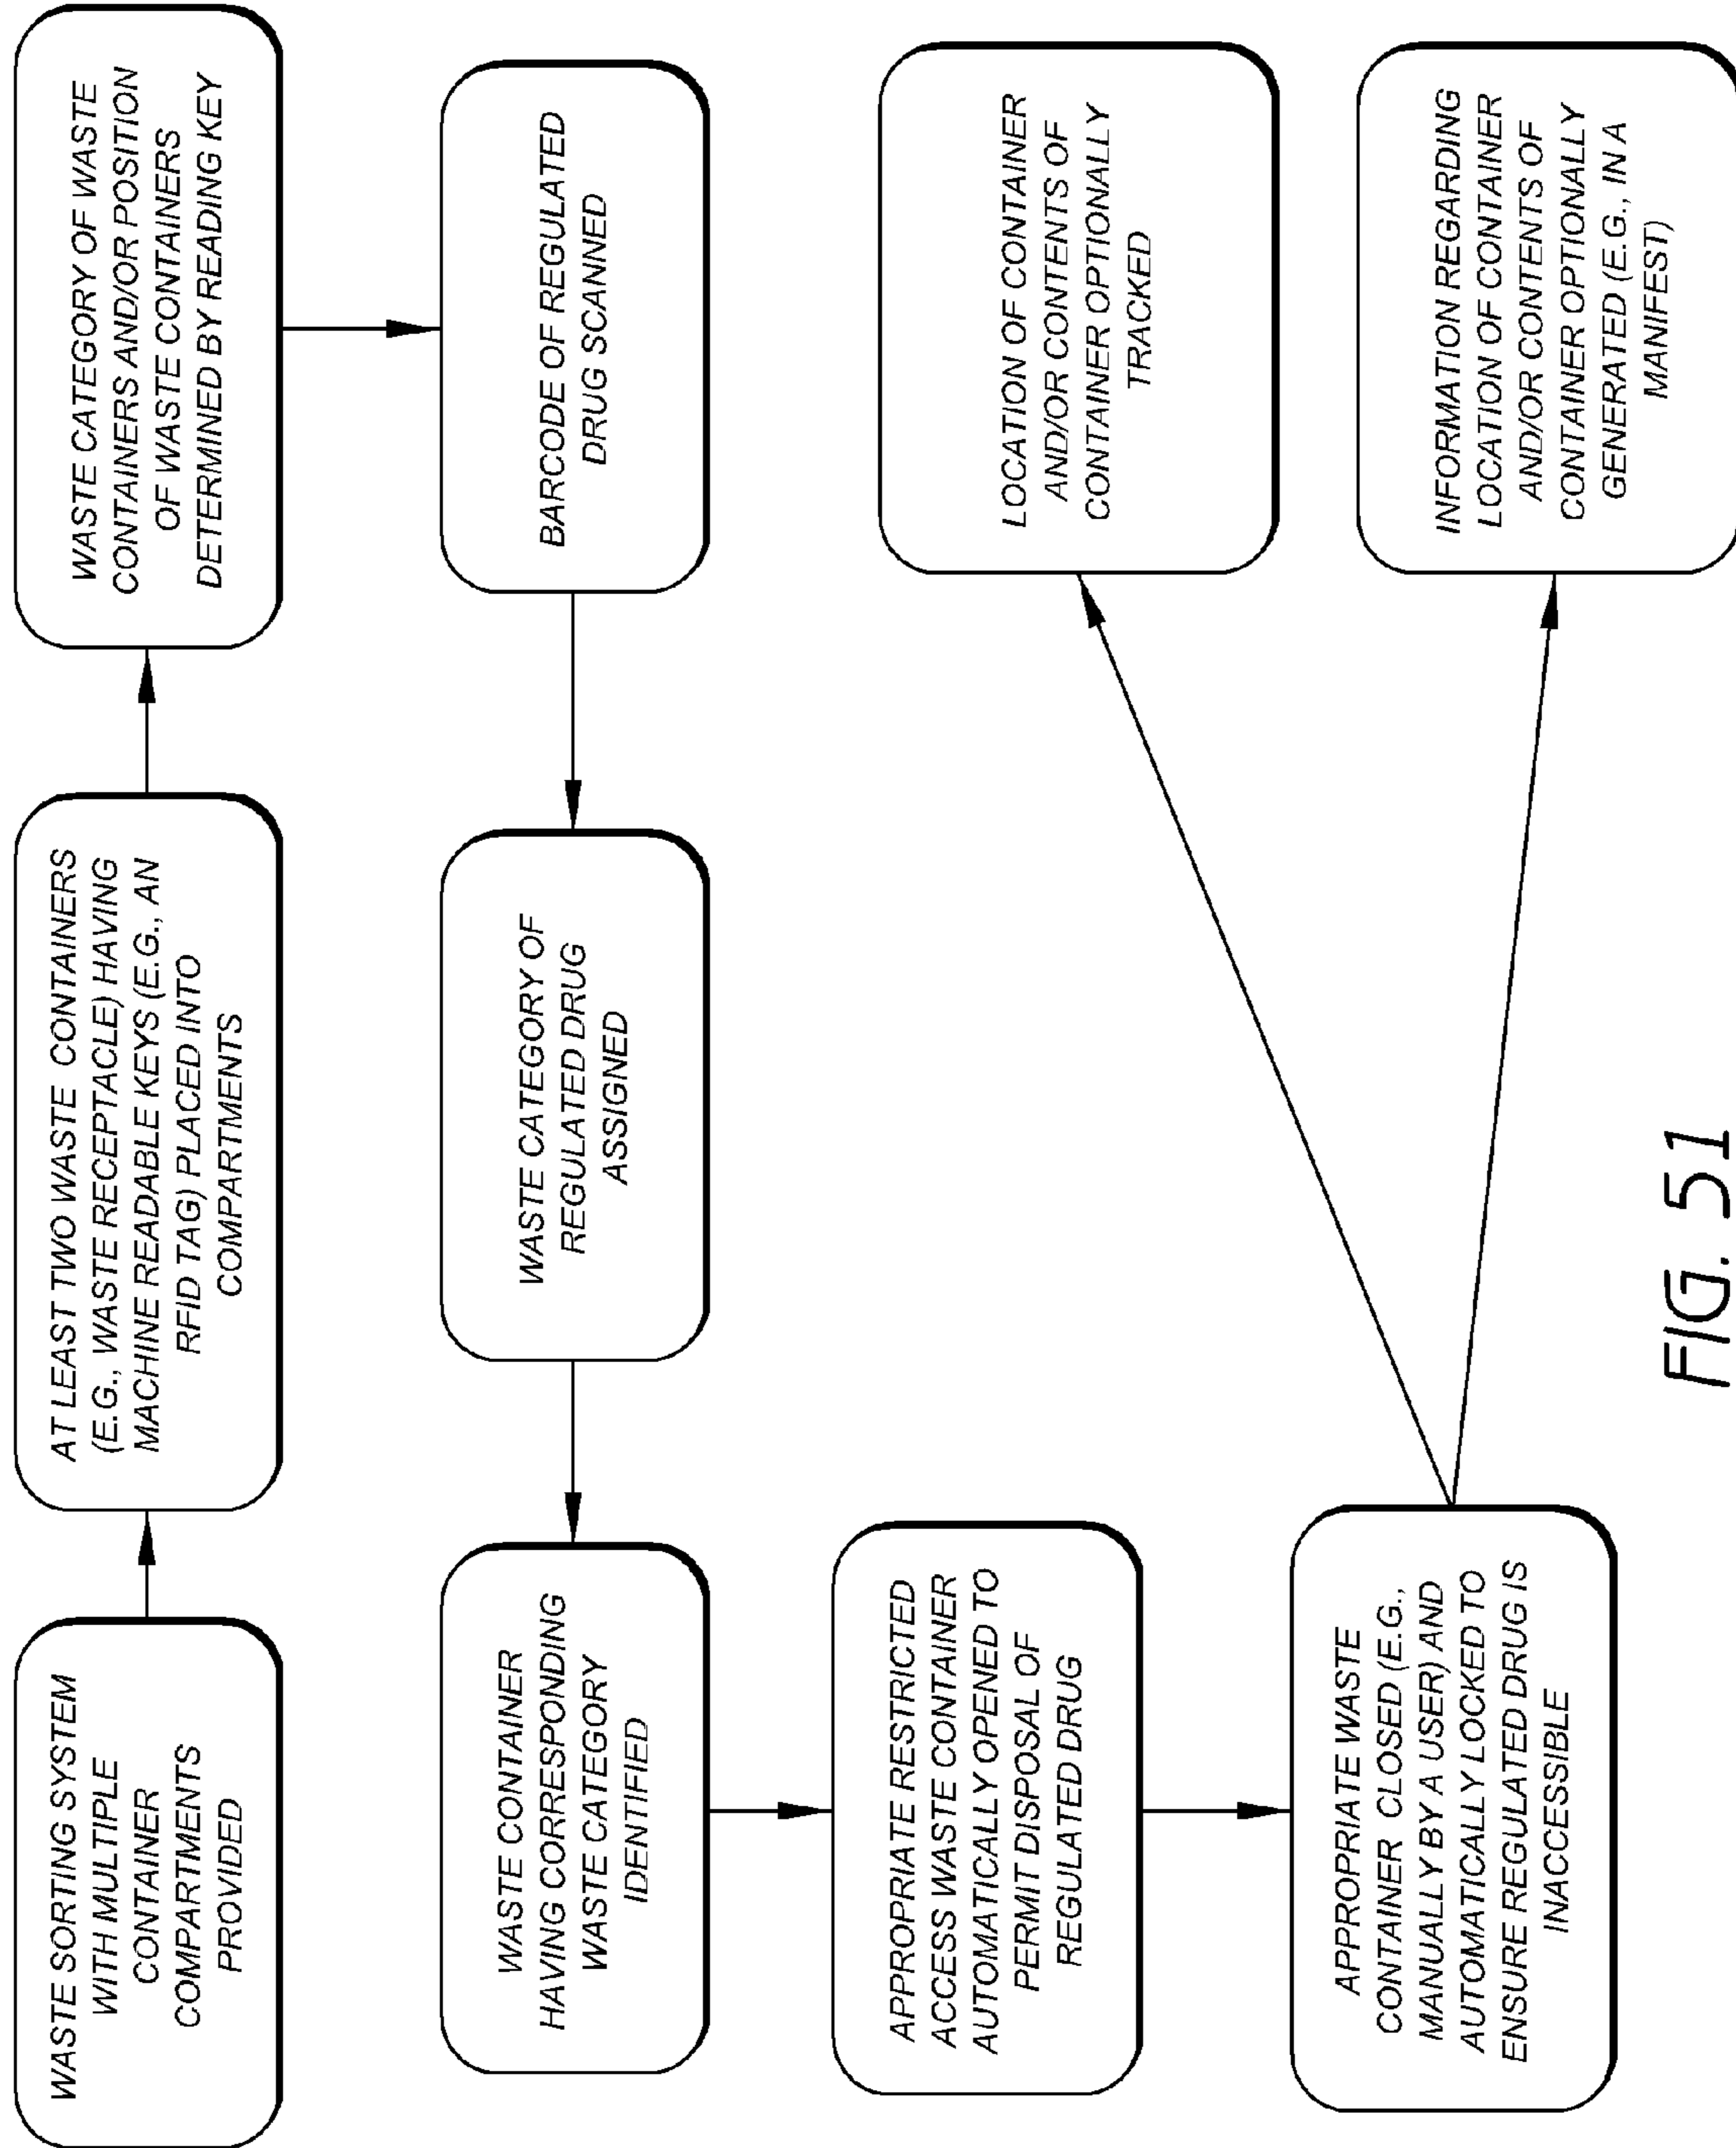 WASTE SORTING SYSTEM
WITH MULTIPLE
CONTAINER
COMPARTMENTS
PROVIDED
AT LEAST TWO WASTE CONTAINERS
(E.G., WASTE RECEPTACLE) HAVING
MACHINE READABLE KEYS (E.G., AN
RFID TAG) PLACED INTO
COMPARTMENTS
WASTE CATEGORY OF WASTE
CONTAINERS AND/OR POSITION
OF WASTE CONTAINERS
DETERMINED BY READING KEY
BARCODE OF REGULATED
DRUG SCANNED
WASTE CATEGORY OF
REGULATED DRUG
ASSIGNED
WASTE CONTAINER
HAVING CORRESPONDING
WASTE CATEGORY
IDENTIFIED
APPROPRIATE RESTRICTED
ACCESS WASTE CONTAINER
AUTOMATICALLY OPENED TO
PERMIT DISPOSAL OF
REGULATED DRUG
APPROPRIATE WASTE
CONTAINER CLOSED (E.G.,
MANUALLY BY A USER) AND
AUTOMATICALLY LOCKED TO
ENSURE REGULATED DRUG IS
INACCESSIBLE
LOCATION OF CONTAINER
AND/OR CONTENTS OF
CONTAINER OPTIONALLY
TRACKED
INFORMATION REGARDING
LOCATION OF CONTAINER
AND/OR CONTENTS OF
CONTAINER OPTIONALLY
GENERATED (E.G., IN A
MANIFEST)
FIG. 51